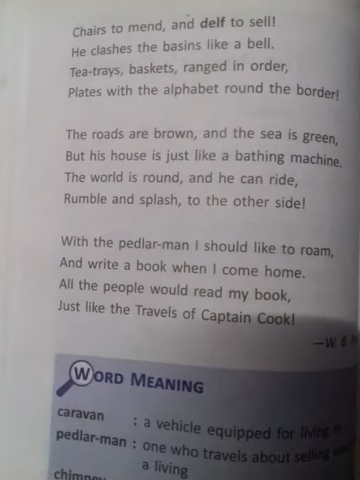 Chairs to mend, and delf to sell!
He clashes the basins like a bell.
Tea-trays, baskets, ranged in order,
Plates with the alphabet round the border!
The roads are brown, and the sea is green,
But his house is just like a bathing machine.
The world is round, and he can ride,
Rumble and splash, to the other side!
With the pedlar-man I should like to roam,
And write a book when I come home.
All the people would read my book,
Just like the Travels of Captain Cook!
—W. B.
WORD MEANING
caravan : a vehicle equipped for living in
pedlar-man : one who travels about selling
a living